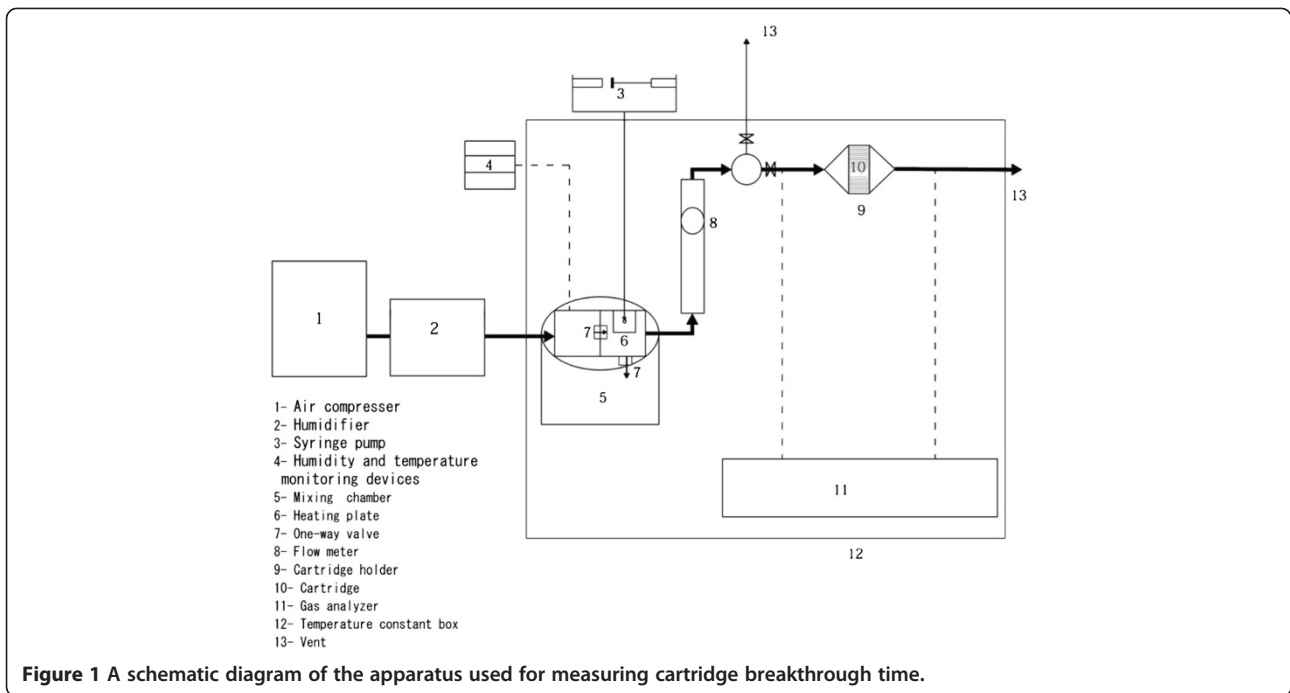 13
3
4
10
13
9
8
7
6
1
2
7
5
11
12
1- Air compresser
2- Humidifier
3- Syringe pump
4- Humidity and temperature
monitoring devices
5- Mixing chamber
6- Heating plate
7- One-way valve
8- Flow meter
9- Cartridge holder
10- Cartridge
11- Gas analyzer
12- Temperature constant box
13- Vent
Figure 1 A schematic diagram of the apparatus used for measuring cartridge breakthrough time.